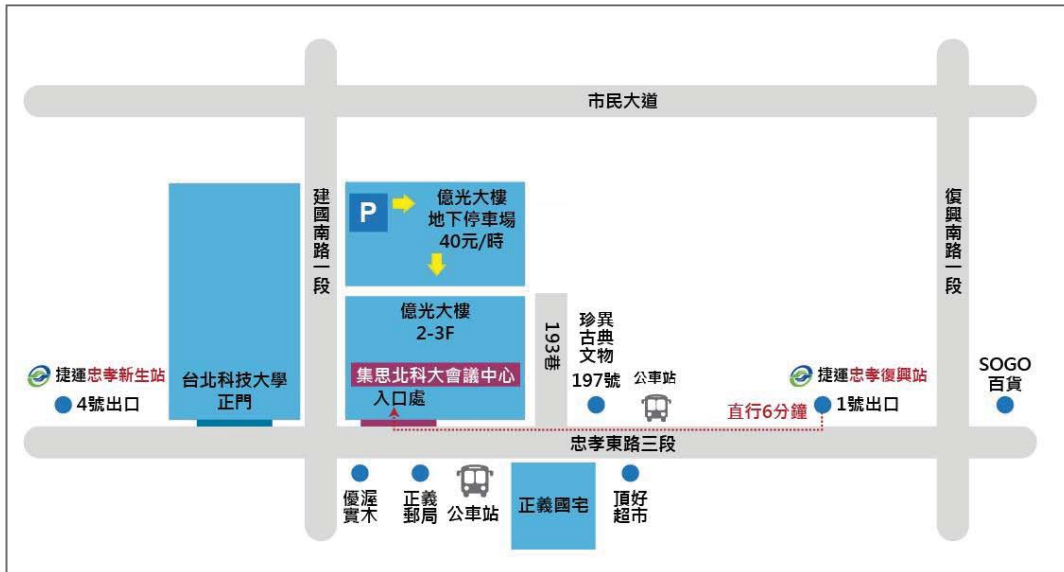 市民大道
建國南路一段
復興南路一段
P
億光大樓
地下停車場
40元/時
億光大樓
2-3F
集思北科大會議中心
入口處
193巷
珍異
古典
文物
197號
公車站
捷運忠孝新生站
4號出口
台北科技大學
正門
捷運忠孝復興站
1號出口
直行6分鐘
SOGO
百貨
忠孝東路三段
優渥
實木
正義
郵局
公車站
正義國宅
頂好
超市